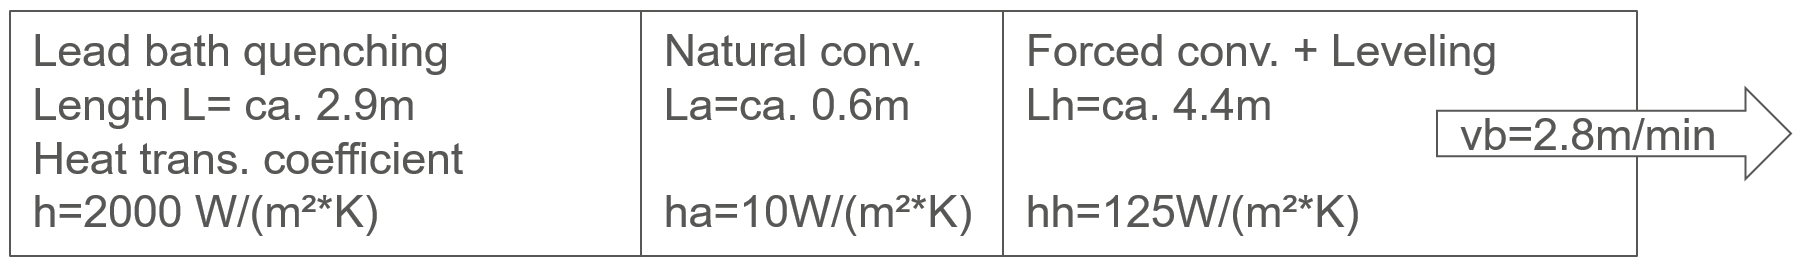 Lead bath quenching
Length L= ca. 2.9m
Heat trans. coefficient
h=2000 W/(m²*K)
Natural conv.
La=ca. 0.6m
ha=10W/(m²*K)
Forced conv. + Leveling
Lh=ca. 4.4m
hh=125W/(m²*K)
vb=2.8m/min